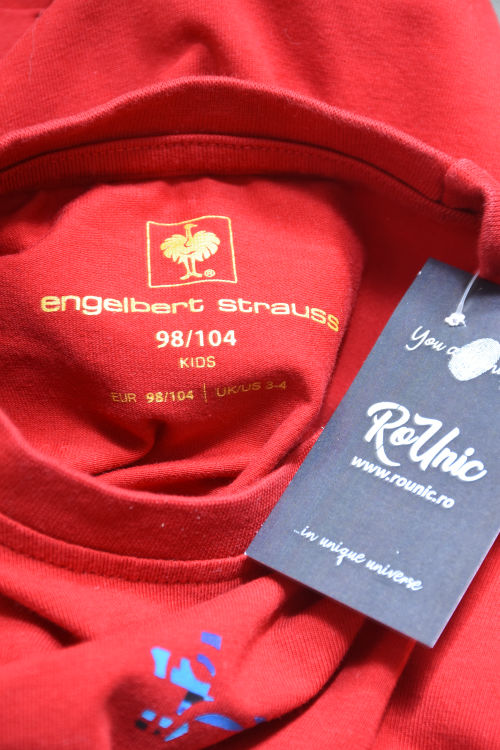 engelbert strauss
98/104
KIDS
EUR 98/104 | UK/US 3-4
You
RoUnic
www.rounic.ro
...in unique universe